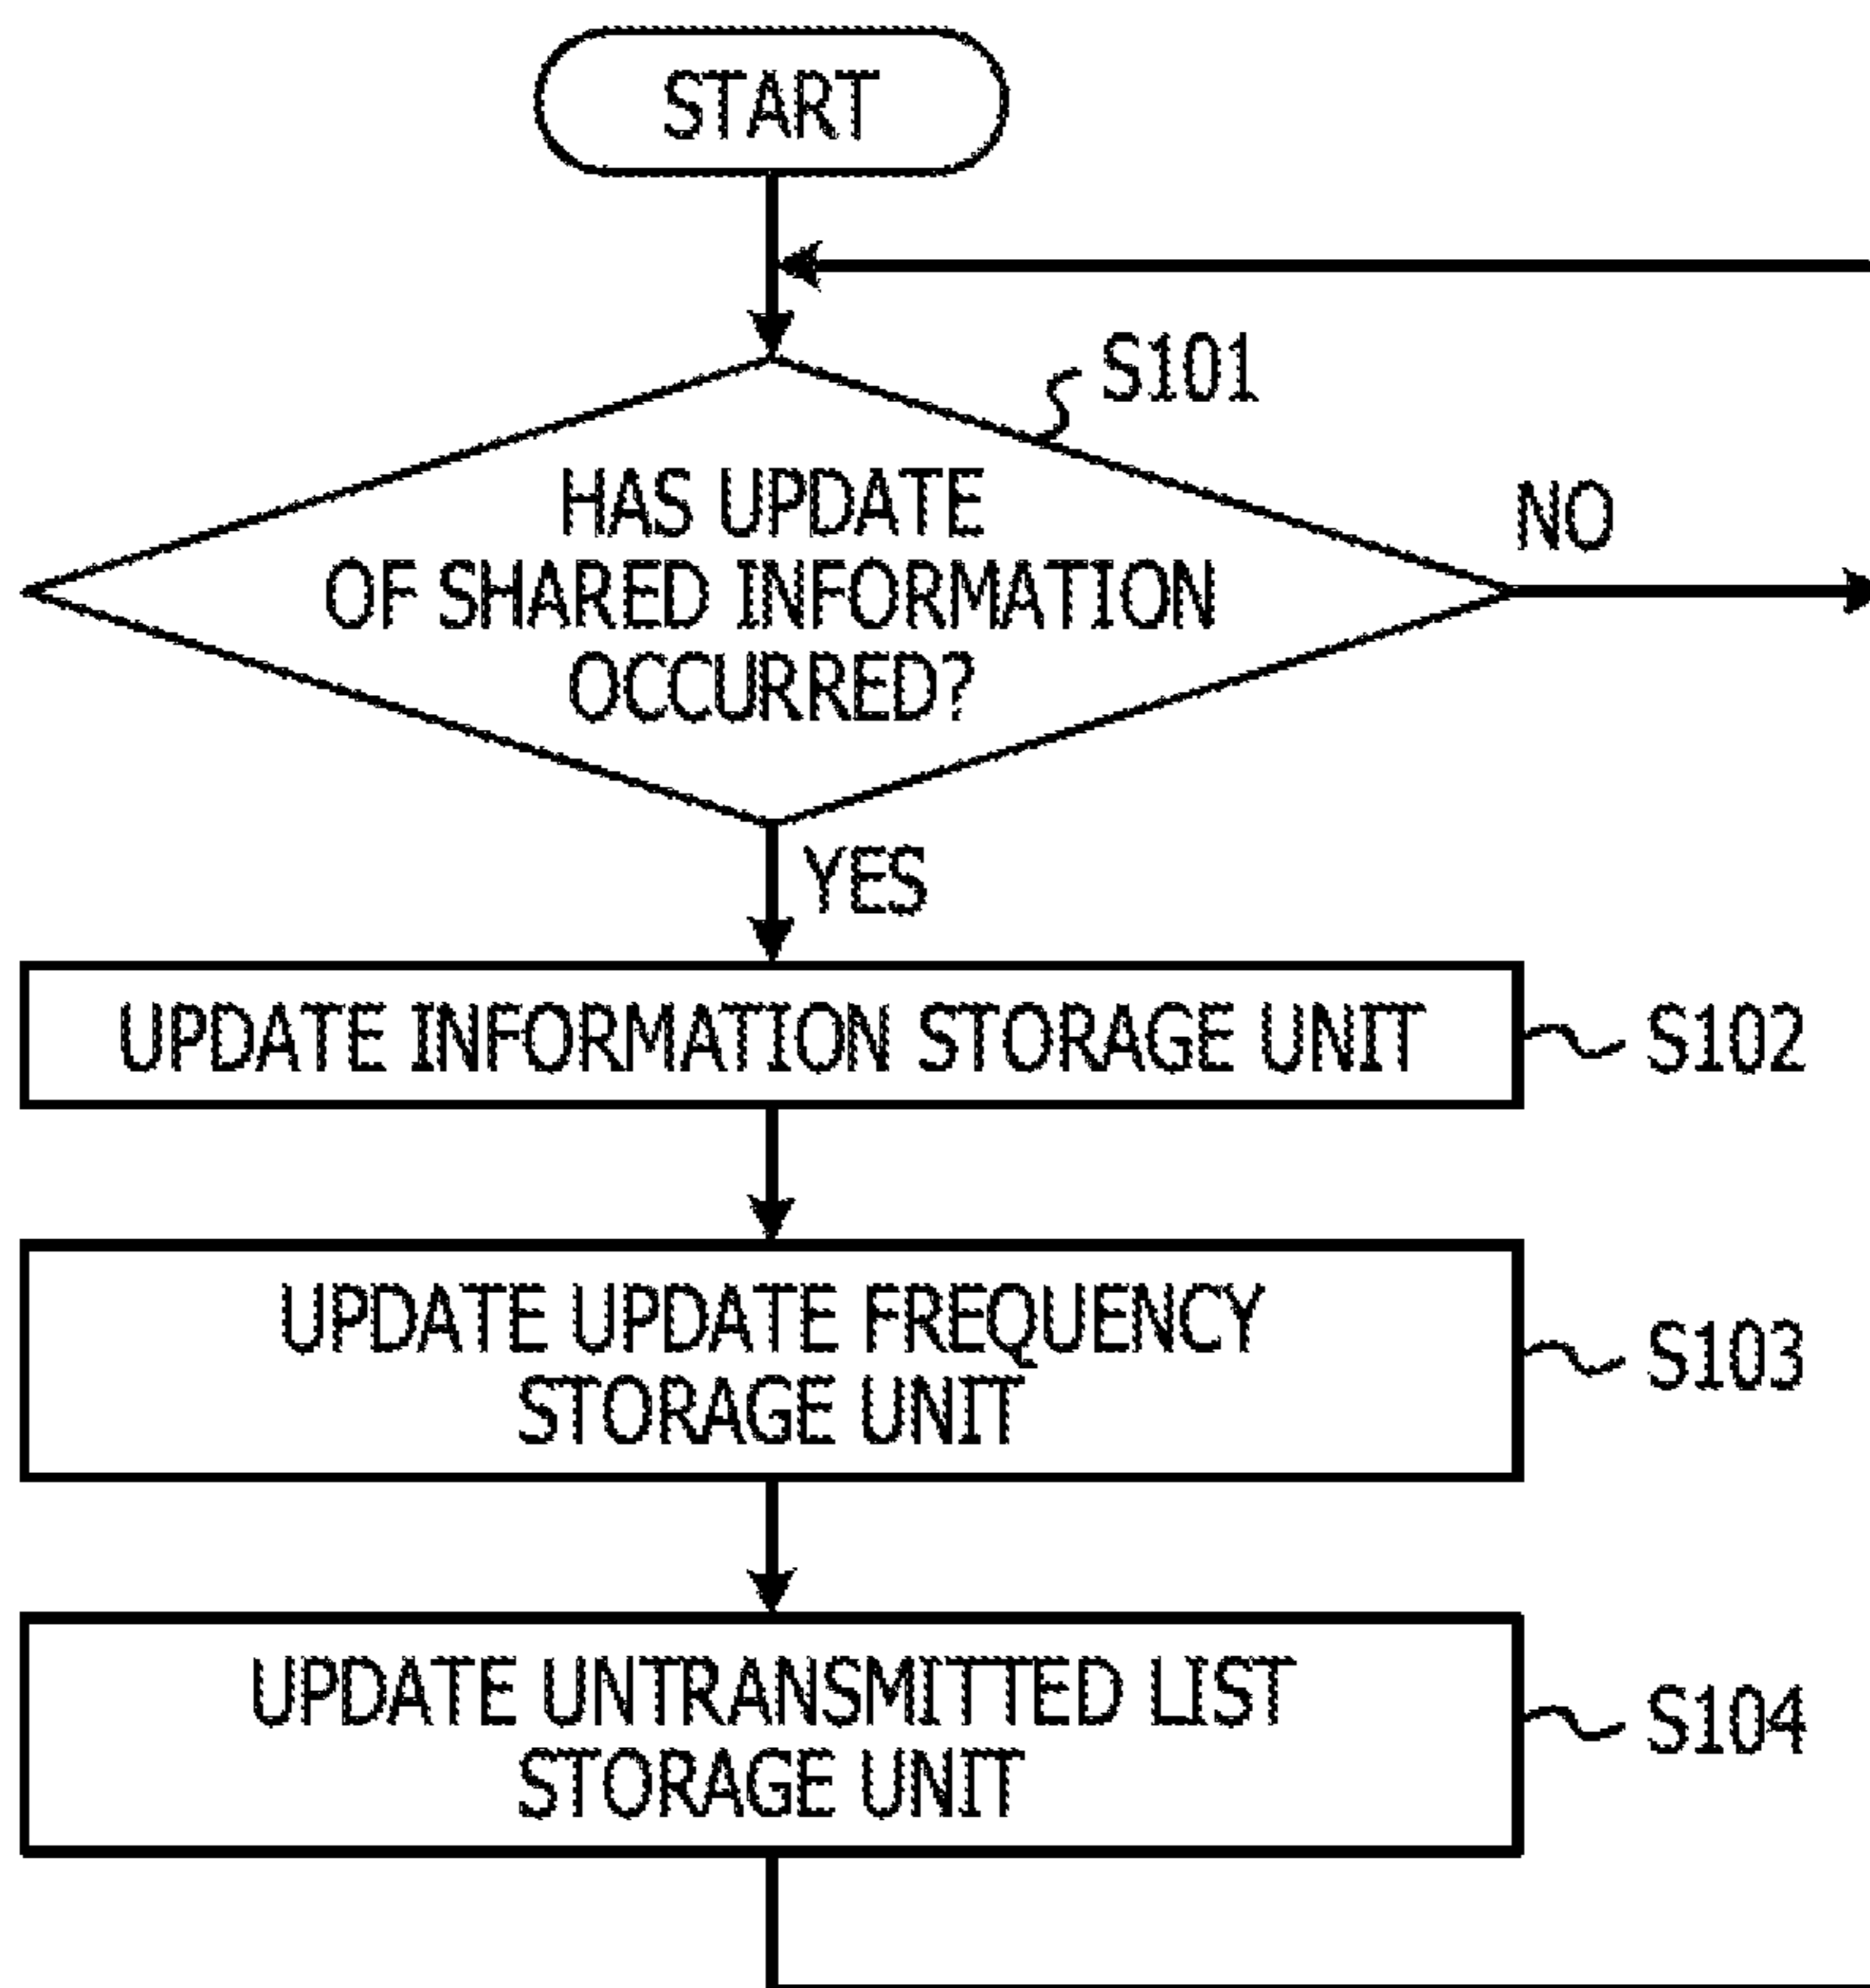 START
S101
HAS UPDATE
OF SHARED INFORMATION
OCCURRED?
NO
YES
UPDATE INFORMATION STORAGE UNIT
S102
UPDATE UPDATE FREQUENCY
STORAGE UNIT
S103
UPDATE UNTRANSMITTED LIST
STORAGE UNIT
S104